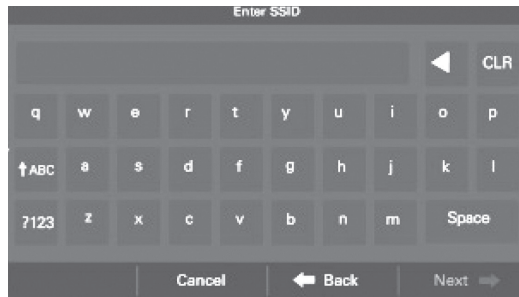 Enter SSID
CLR
q w e r t y u i o p
ABC a s d f g h j k l
?123 z x c v b n m Space
Cancel Back Next